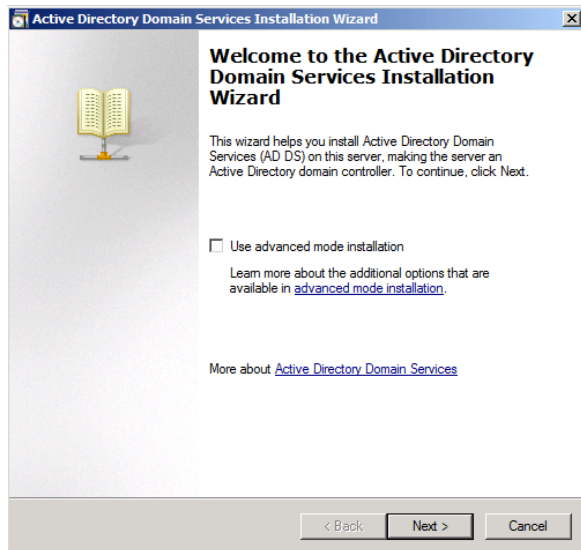 Active Directory Domain Services Installation Wizard
Welcome to the Active Directory
Domain Services Installation
Wizard
This wizard helps you install Active Directory Domain
Services (AD DS) on this server, making the server an
Active Directory domain controller. To continue, click Next.
Use advanced mode installation
Learn more about the additional options that are
available in advanced mode installation.
More about Active Directory Domain Services
< Back Next > Cancel